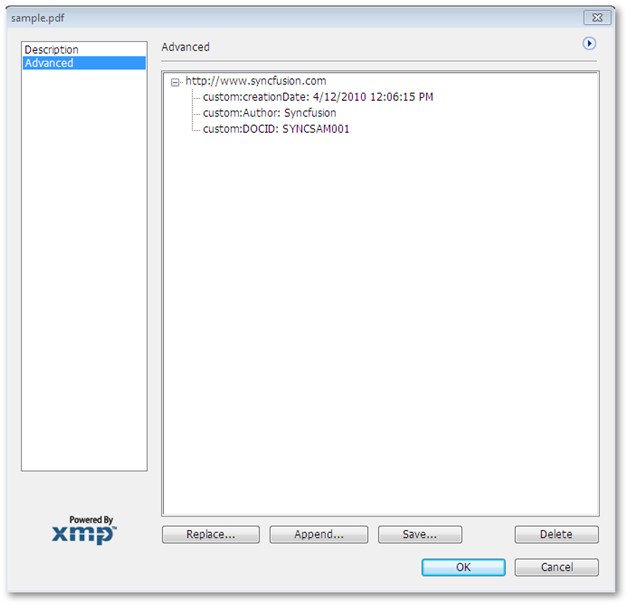 sample.pdf
Description
Advanced
Advanced
http://www.syncfusion.com
custom:creationDate: 4/12/2010 12:06:15 PM
custom:Author: Syncfusion
custom:DOCID: SYNCSAM001
Powered By
xmp™
Replace... Append... Save... Delete
OK Cancel